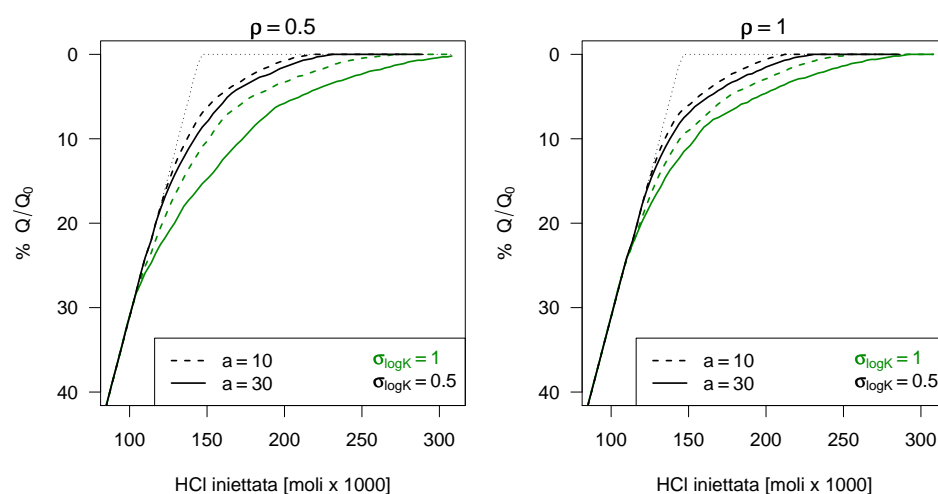 ρ = 0.5
% Q/Q0
0
10
20
30
40
a = 10
a = 30
σlogK = 1
σlogK = 0.5
100 150 200 250 300
HCl iniettata [moli x 1000]
ρ = 1
% Q/Q0
0
10
20
30
40
a = 10
a = 30
σlogK = 1
σlogK = 0.5
100 150 200 250 300
HCl iniettata [moli x 1000]